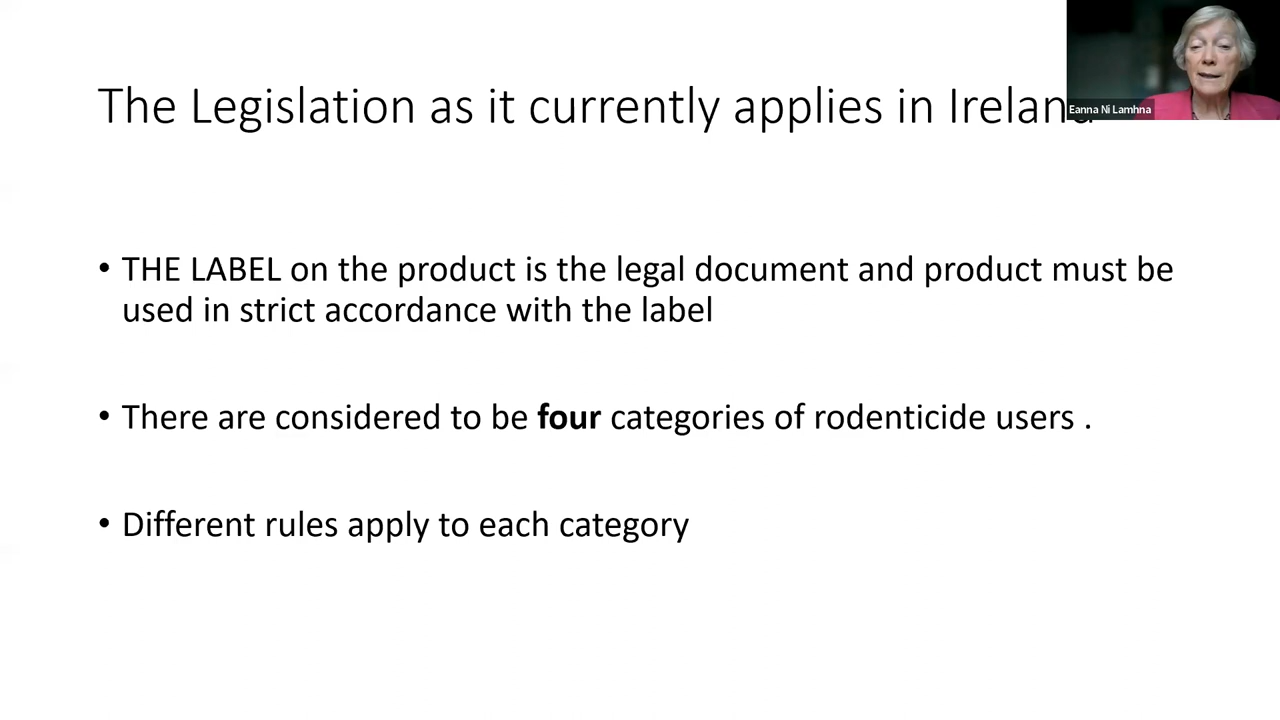 The Legislation as it currently applies in Ireland
Eanna Ni Lamhna
• THE LABEL on the product is the legal document and product must be
used in strict accordance with the label
• There are considered to be four categories of rodenticide users .
• Different rules apply to each category